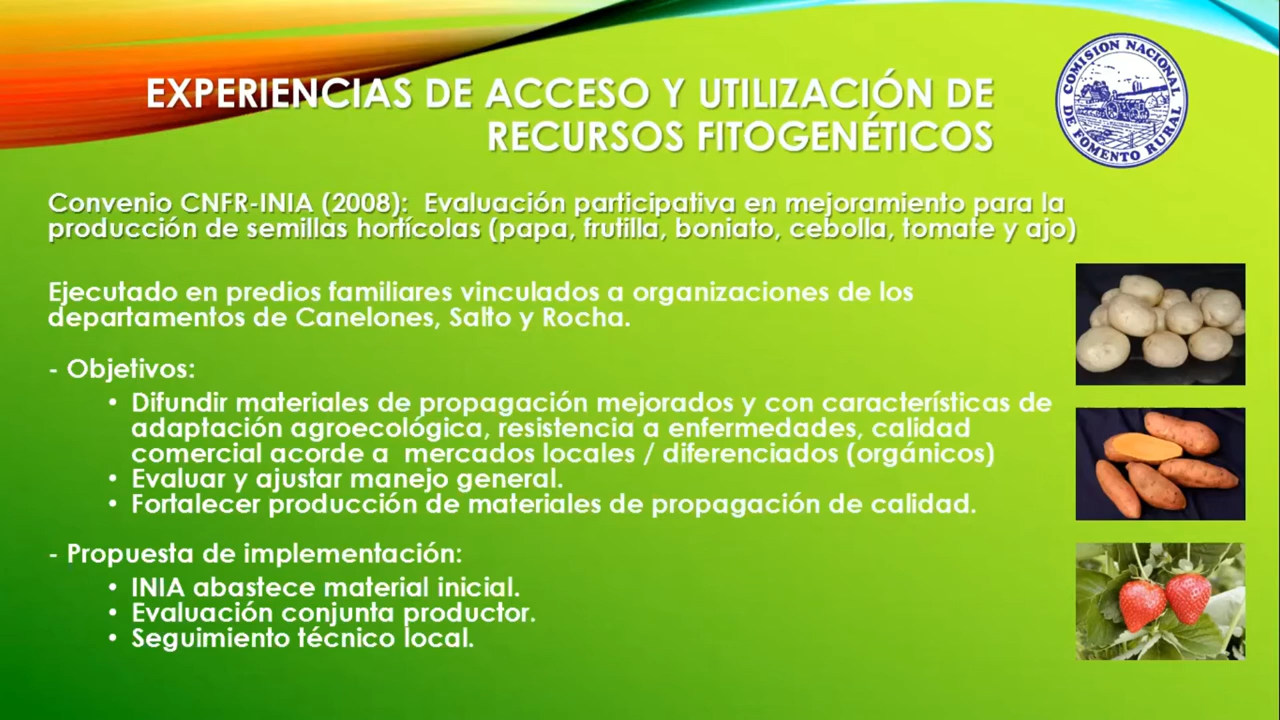 EXPERIENCIAS DE ACCESO Y UTILIZACIÓN DE
RECURSOS FITOGENÉTICOS
COMISION NACIONAL
DE FOMENTO RURAL
Convenio CNFR-INIA (2008):  Evaluación participativa en mejoramiento para la
producción de semillas hortícolas (papa, frutilla, boniato, cebolla, tomate y ajo)
Ejecutado en predios familiares vinculados a organizaciones de los
departamentos de Canelones, Salto y Rocha.
- Objetivos:
• Difundir materiales de propagación mejorados y con características de
adaptación agroecológica, resistencia a enfermedades, calidad
comercial acorde a  mercados locales / diferenciados (orgánicos)
• Evaluar y ajustar manejo general.
• Fortalecer producción de materiales de propagación de calidad.
- Propuesta de implementación:
• INIA abastece material inicial.
• Evaluación conjunta productor.
• Seguimiento técnico local.